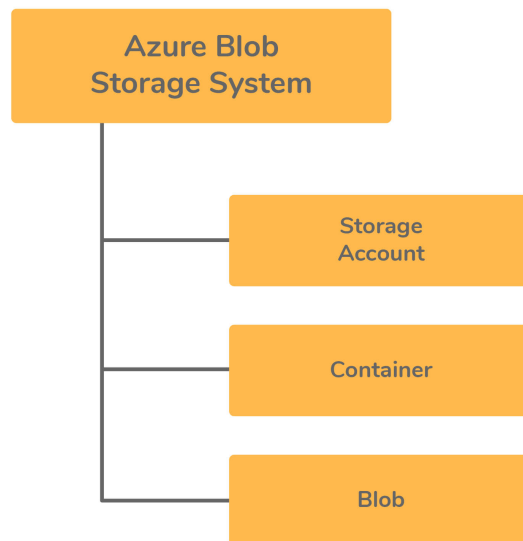 Azure Blob
Storage System
Storage
Account
Container
Blob